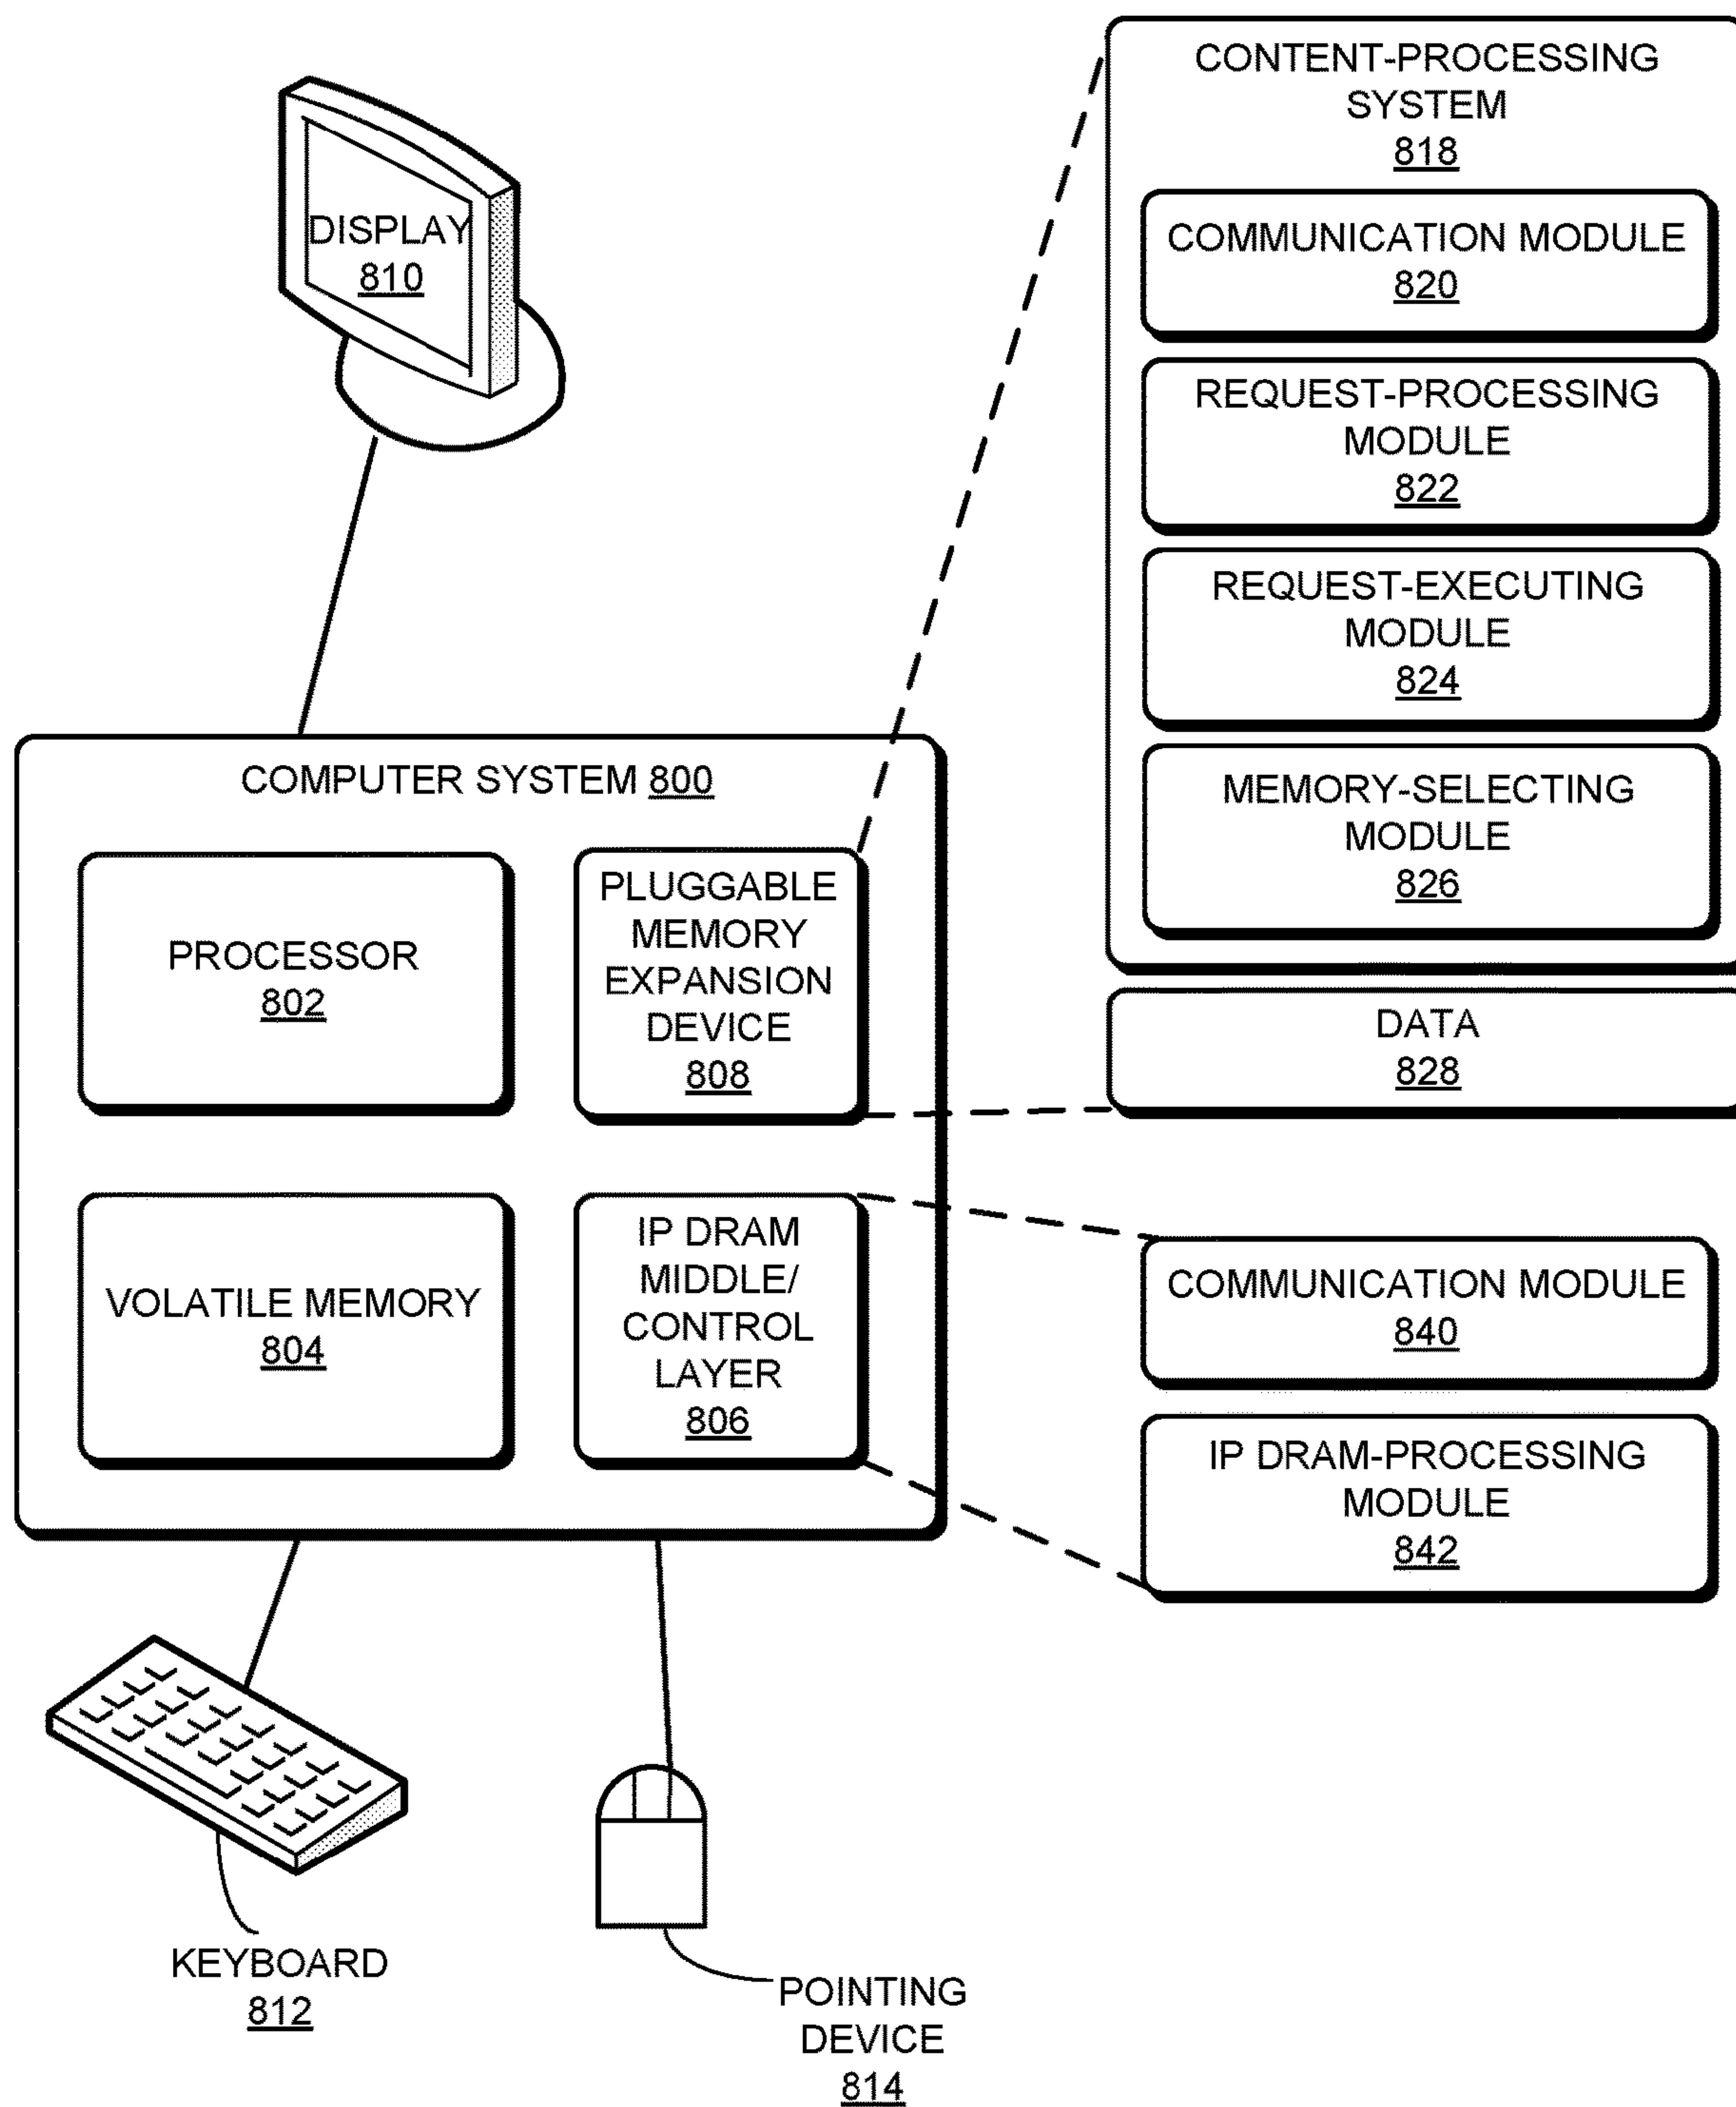 DISPLAY
810
COMPUTER SYSTEM 800
PROCESSOR
802
PLUGGABLE
MEMORY
EXPANSION
DEVICE
808
VOLATILE MEMORY
804
IP DRAM
MIDDLE/
CONTROL
LAYER
806
KEYBOARD
812
POINTING
DEVICE
814
CONTENT-PROCESSING
SYSTEM
818
COMMUNICATION MODULE
820
REQUEST-PROCESSING
MODULE
822
REQUEST-EXECUTING
MODULE
824
MEMORY-SELECTING
MODULE
826
DATA
828
COMMUNICATION MODULE
840
IP DRAM-PROCESSING
MODULE
842